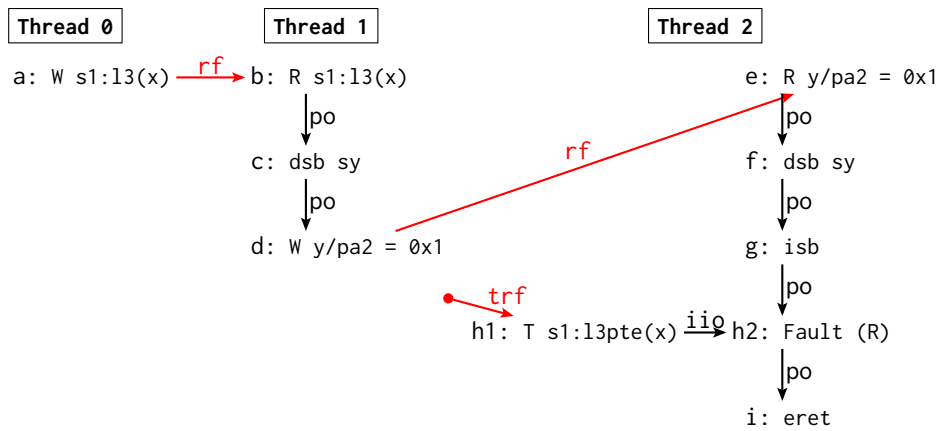 Thread 0 Thread 1 Thread 2
a: W s1:l3(x) rf b: R s1:l3(x) e: R y/pa2 = 0x1
po po
c: dsb sy rf f: dsb sy
po po
d: W y/pa2 = 0x1 g: isb
trf po
h1: T s1:l3pte(x) iio h2: Fault (R)
po
i: eret